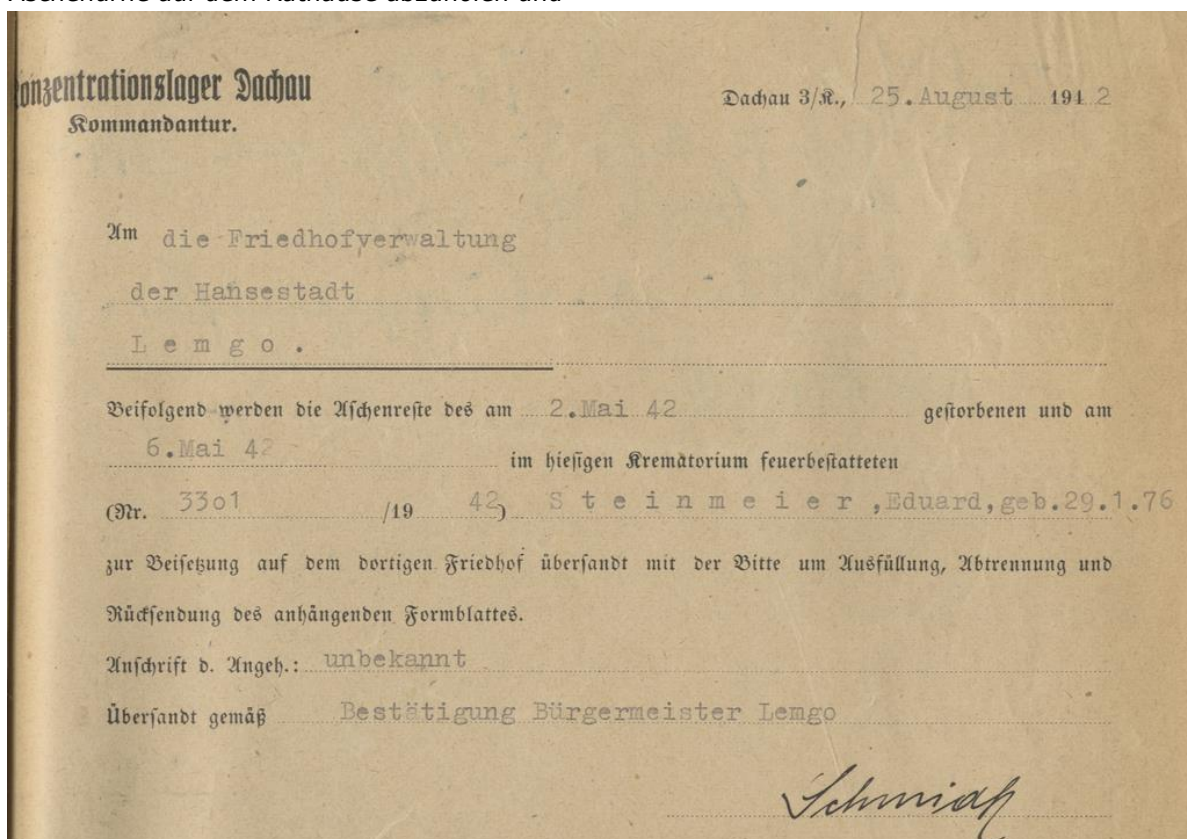 Aschenurne auf dem Rathause abzuholen und
onzentrationslager Dachau
Kommandantur.
Dachau 3/K., 25.August 1942
Am die Friedhofverwaltung
der Hansestadt
L e m g o .
Beifolgend werden die Aschenreste des am 2.Mai 42 gestorbenen und am
6.Mai 42 im hiesigen Krematorium feuerbestatteten
(Nr. 33o1 /19 42) S t e i n m e i e r ,Eduard,geb.29.1.76
zur Beisetzung auf dem dortigen Friedhof übersandt mit der Bitte um Ausfüllung, Abtrennung und
Rücksendung des anhängenden Formblattes.
Anschrift d. Angeh.: unbekannt
Übersandt gemäß Bestätigung Bürgermeister Lemgo
Schmidt